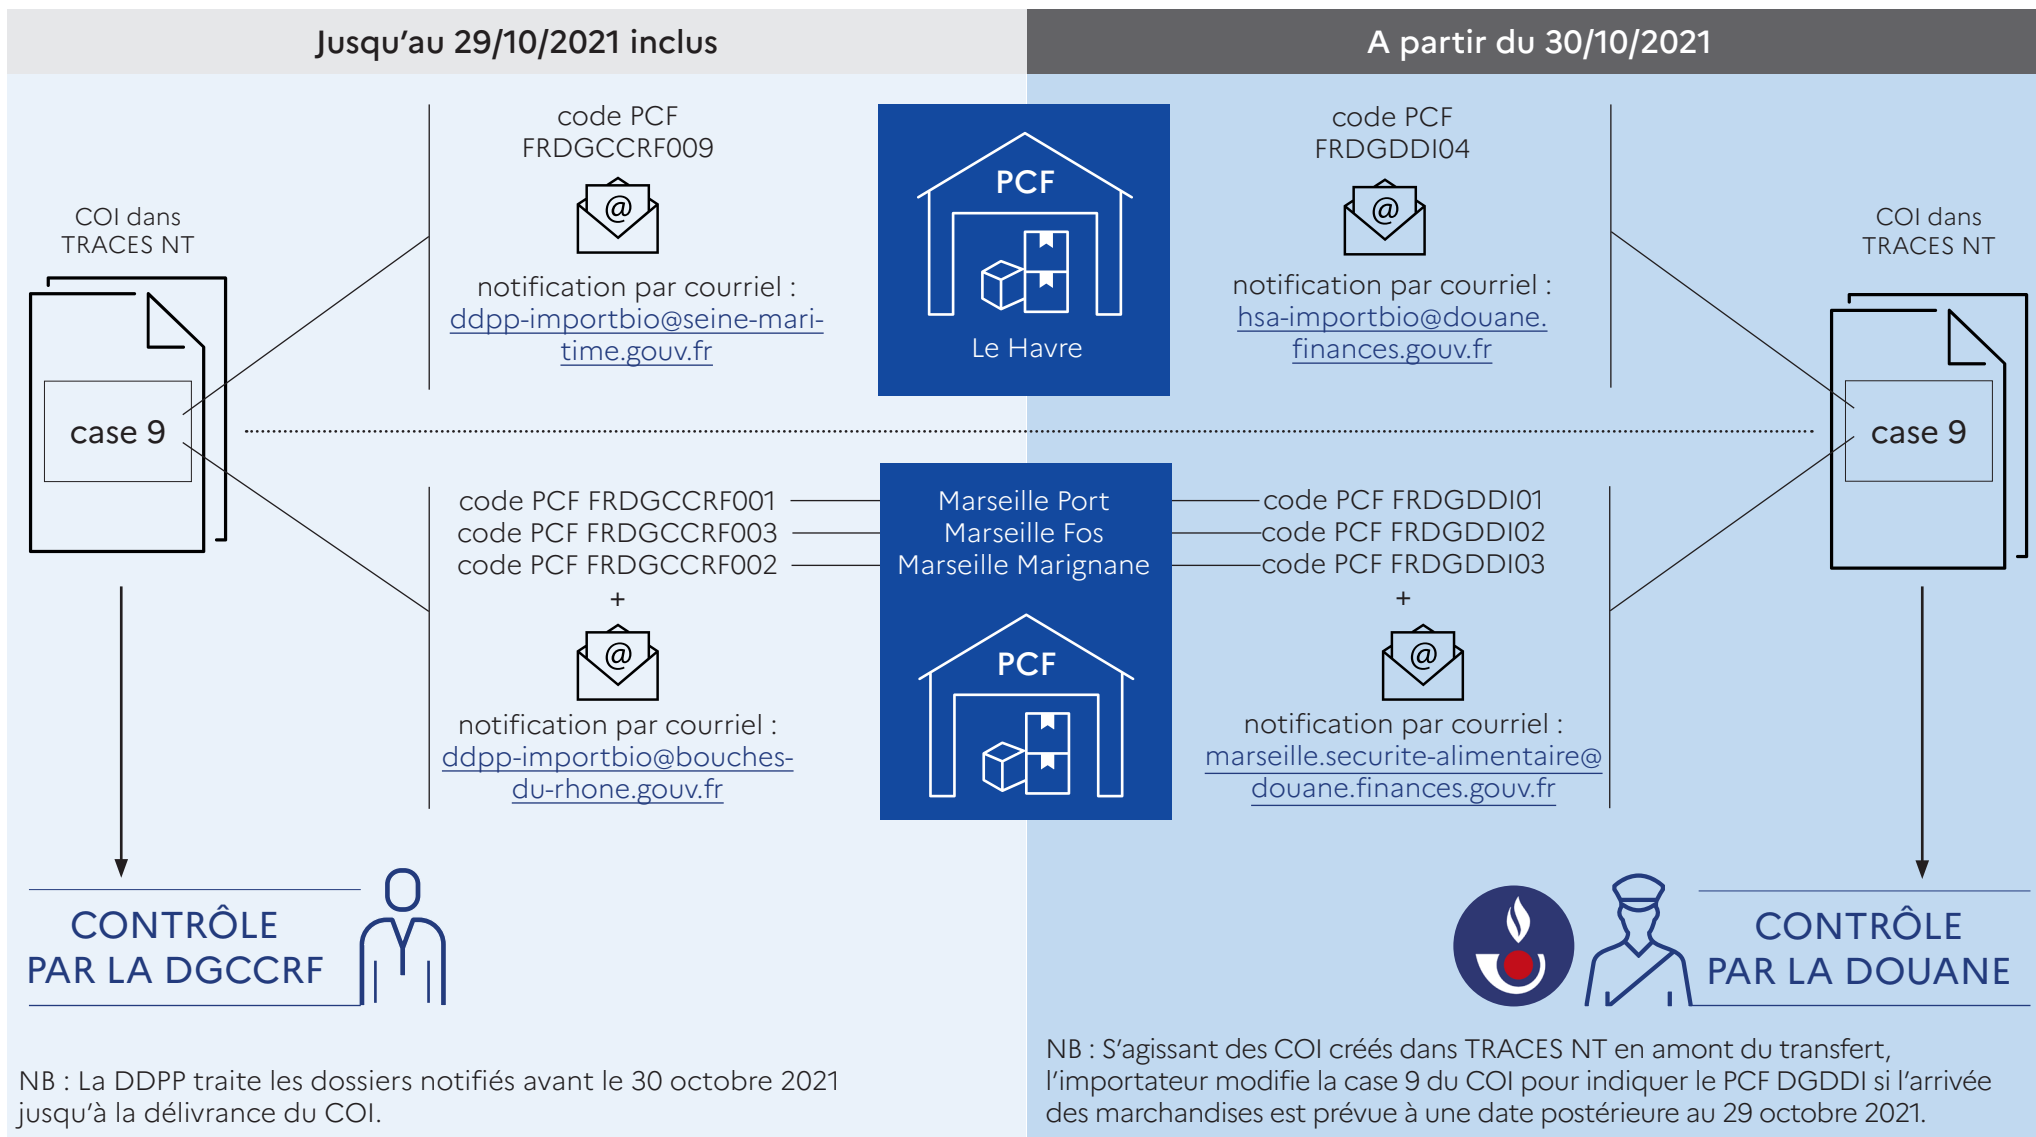 Jusqu’au 29/10/2021 inclus
COI dans
TRACES NT
case 9
code PCF
FRDGCCRF009
@
notification par courriel :
ddpp-importbio@seine-mari-
time.gouv.fr
code PCF FRDGCCRF001
code PCF FRDGCCRF003
code PCF FRDGCCRF002
+
@
notification par courriel :
ddpp-importbio@bouches-
du-rhone.gouv.fr
CONTRÔLE
PAR LA DGCCRF
NB : La DDPP traite les dossiers notifiés avant le 30 octobre 2021
jusqu’à la délivrance du COI.
PCF
Le Havre
Marseille Port
Marseille Fos
Marseille Marignane
PCF
A partir du 30/10/2021
code PCF
FRDGDDI04
@
notification par courriel :
hsa-importbio@douane.
finances.gouv.fr
code PCF FRDGDDI01
code PCF FRDGDDI02
code PCF FRDGDDI03
+
@
notification par courriel :
marseille.securite-alimentaire@
douane.finances.gouv.fr
COI dans
TRACES NT
case 9
CONTRÔLE
PAR LA DOUANE
NB : S’agissant des COI créés dans TRACES NT en amont du transfert,
l’importateur modifie la case 9 du COI pour indiquer le PCF DGDDI si l’arrivée
des marchandises est prévue à une date postérieure au 29 octobre 2021.